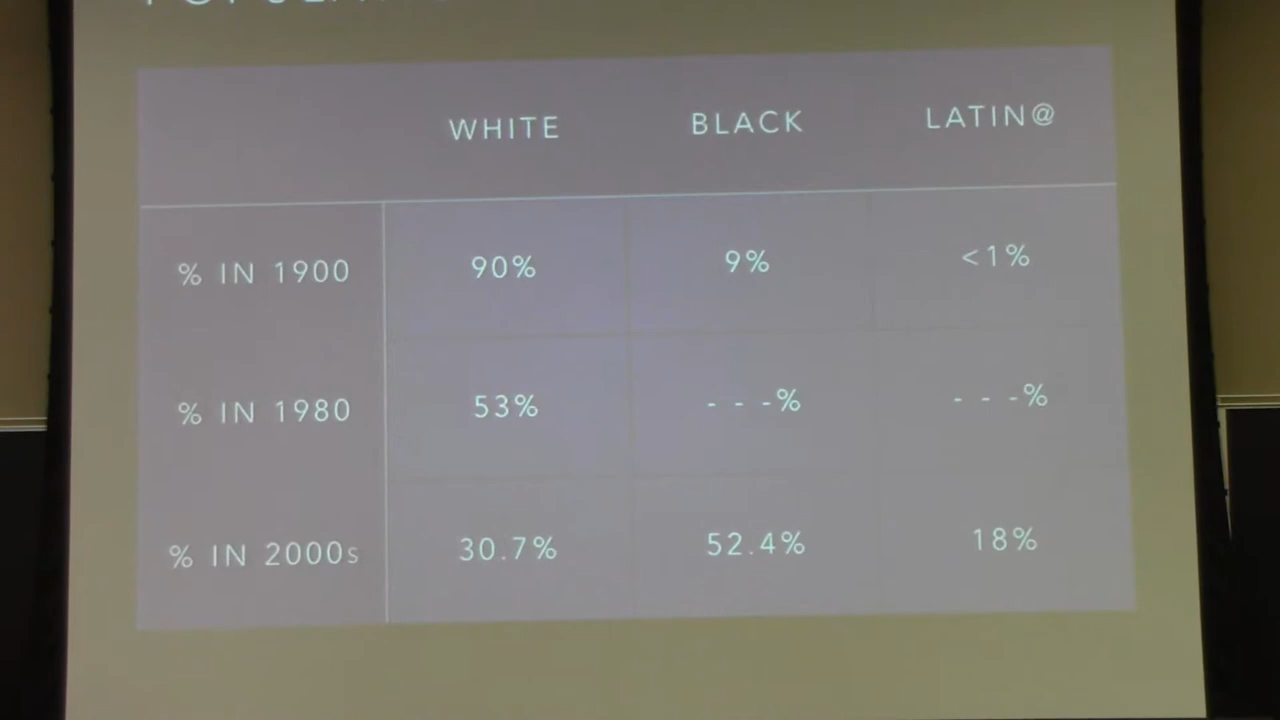 WHITE BLACK LATIN@
% IN 1900 90% 9% <1%
% IN 1980 53% - - -% - - -%
% IN 2000s 30.7% 52.4% 18%